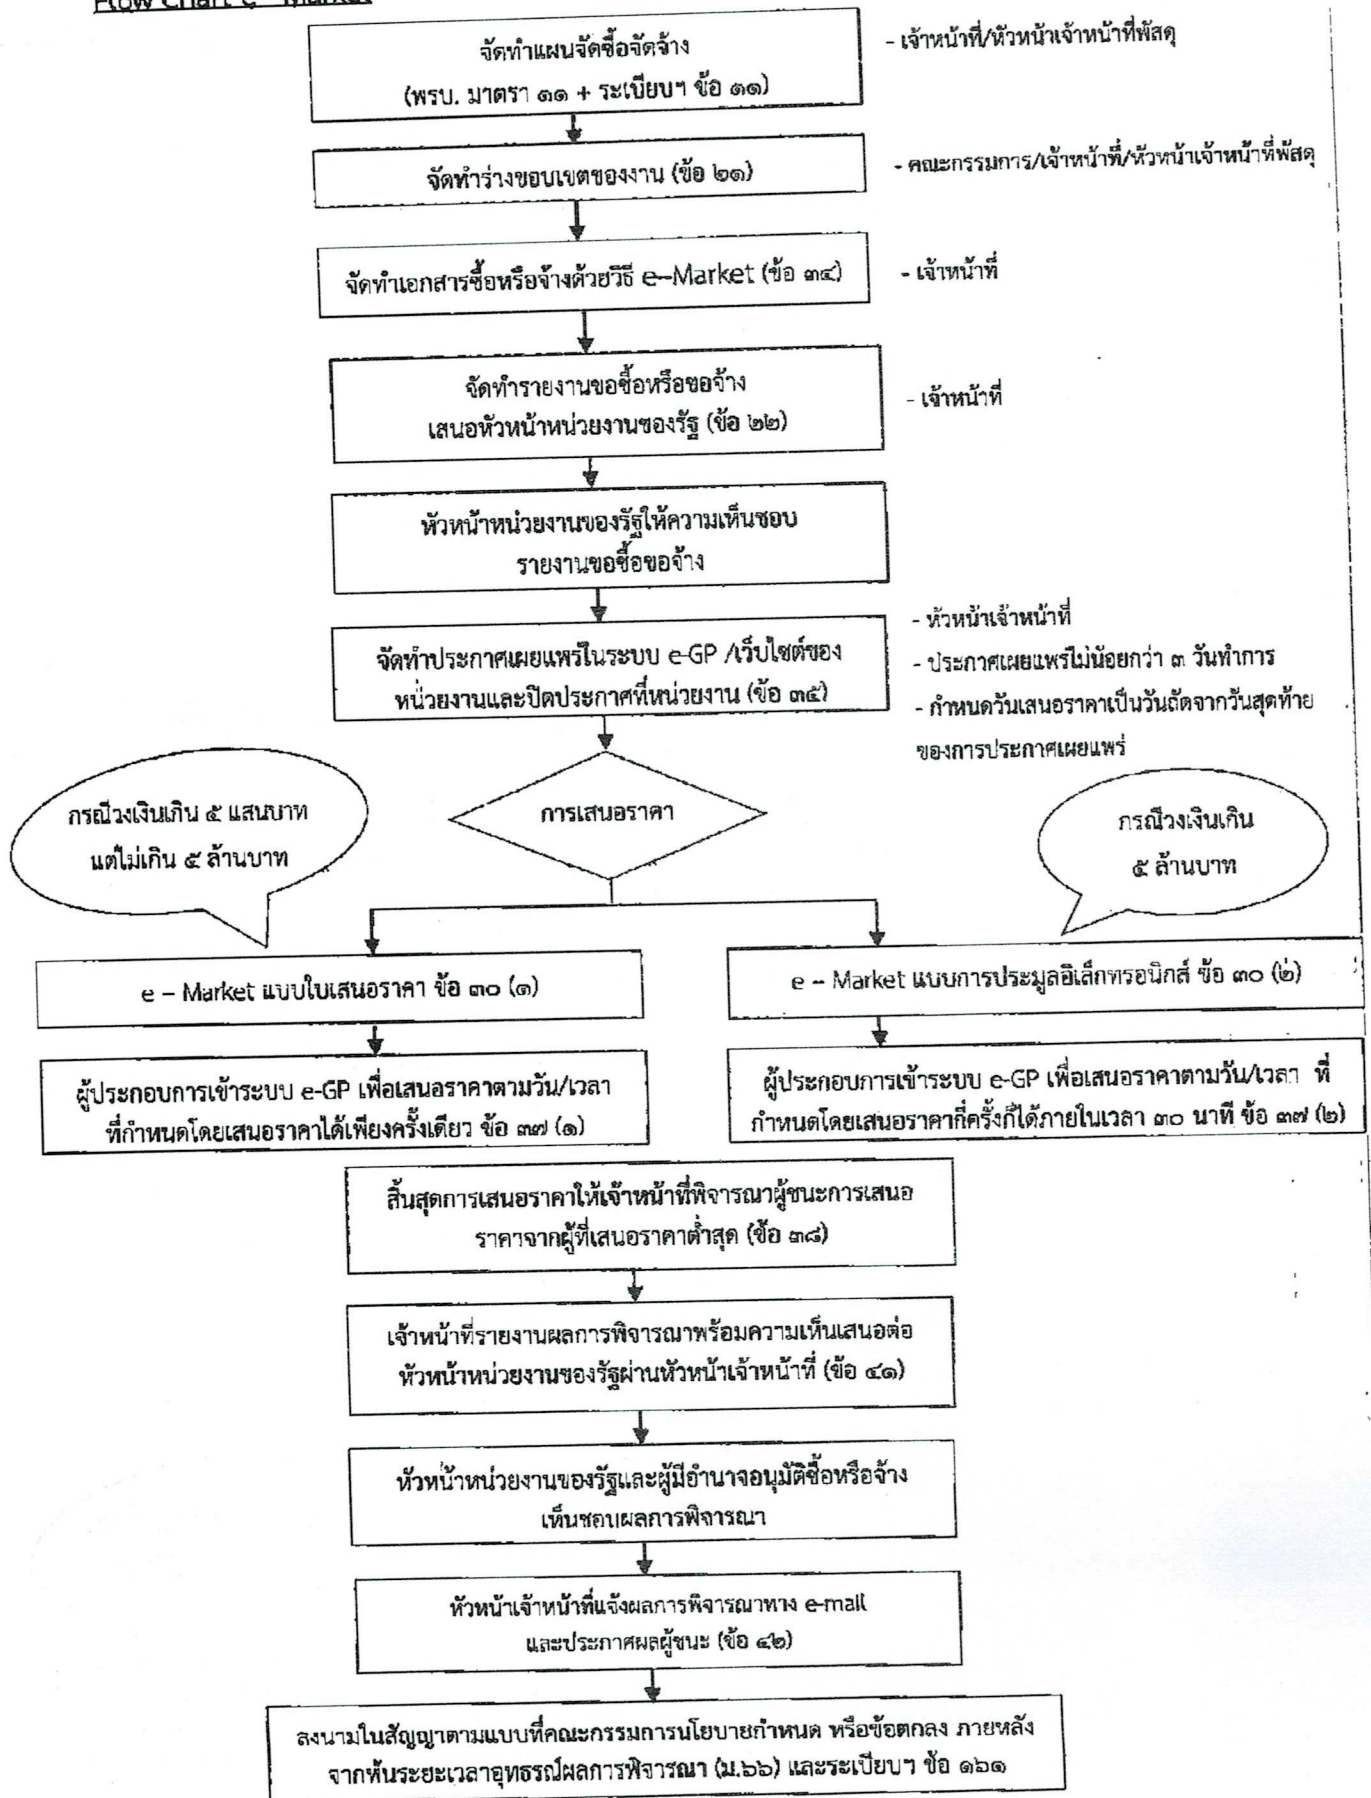 Flow Chart e - Market
จัดทำแผนจัดซื้อจัดจ้าง
(พรบ. มาตรา ๑๑ + ระเบียบฯ ข้อ ๑๑)
- เจ้าหน้าที่/หัวหน้าเจ้าหน้าที่พัสดุ
จัดทำร่างขอบเขตของงาน (ข้อ ๒๑)
- คณะกรรมการ/เจ้าหน้าที่/หัวหน้าเจ้าหน้าที่พัสดุ
จัดทำเอกสารซื้อหรือจ้างด้วยวิธี e–Market (ข้อ ๓๔)
- เจ้าหน้าที่
จัดทำรายงานขอซื้อหรือขอจ้าง
เสนอหัวหน้าหน่วยงานของรัฐ (ข้อ ๒๒)
- เจ้าหน้าที่
หัวหน้าหน่วยงานของรัฐให้ความเห็นชอบ
รายงานขอซื้อขอจ้าง
จัดทำประกาศเผยแพร่ในระบบ e-GP /เว็บไซต์ของ
หน่วยงานและปิดประกาศที่หน่วยงาน (ข้อ ๓๕)
- หัวหน้าเจ้าหน้าที่
- ประกาศเผยแพร่ไม่น้อยกว่า ๓ วันทำการ
- กำหนดวันเสนอราคาเป็นวันถัดจากวันสุดท้าย
ของการประกาศเผยแพร่
กรณีวงเงินเกิน ๕ แสนบาท
แต่ไม่เกิน ๕ ล้านบาท
การเสนอราคา
กรณีวงเงินเกิน
๕ ล้านบาท
e – Market แบบใบเสนอราคา ข้อ ๓๐ (๑)
e – Market แบบการประมูลอิเล็กทรอนิกส์ ข้อ ๓๐ (๒)
ผู้ประกอบการเข้าระบบ e-GP เพื่อเสนอราคาตามวัน/เวลา
ที่กำหนดโดยเสนอราคาได้เพียงครั้งเดียว ข้อ ๓๗ (๑)
ผู้ประกอบการเข้าระบบ e-GP เพื่อเสนอราคาตามวัน/เวลา ที่
กำหนดโดยเสนอราคากี่ครั้งก็ได้ภายในเวลา ๓๐ นาที ข้อ ๓๗ (๒)
สิ้นสุดการเสนอราคาให้เจ้าหน้าที่พิจารณาผู้ชนะการเสนอ
ราคาจากผู้ที่เสนอราคาต่ำสุด (ข้อ ๓๘)
เจ้าหน้าที่รายงานผลการพิจารณาพร้อมความเห็นเสนอต่อ
หัวหน้าหน่วยงานของรัฐผ่านหัวหน้าเจ้าหน้าที่ (ข้อ ๔๑)
หัวหน้าหน่วยงานของรัฐและผู้มีอำนาจอนุมัติซื้อหรือจ้าง
เห็นชอบผลการพิจารณา
หัวหน้าเจ้าหน้าที่แจ้งผลการพิจารณาทาง e-mail
และประกาศผลผู้ชนะ (ข้อ ๔๒)
ลงนามในสัญญาตามแบบที่คณะกรรมการนโยบายกำหนด หรือข้อตกลง ภายหลัง
จากพ้นระยะเวลาอุทธรณ์ผลการพิจารณา (ม.๖๖) และระเบียบฯ ข้อ ๑๖๑